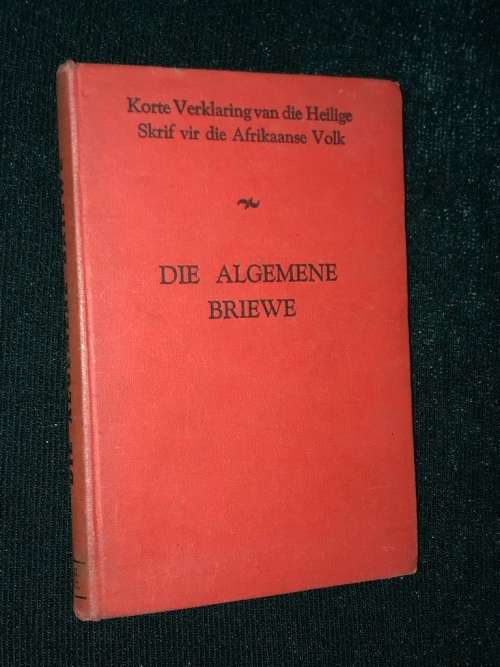 Korte Verklaring van die Heilige
Skrif vir die Afrikaanse Volk
DIE ALGEMENE
BRIEWE